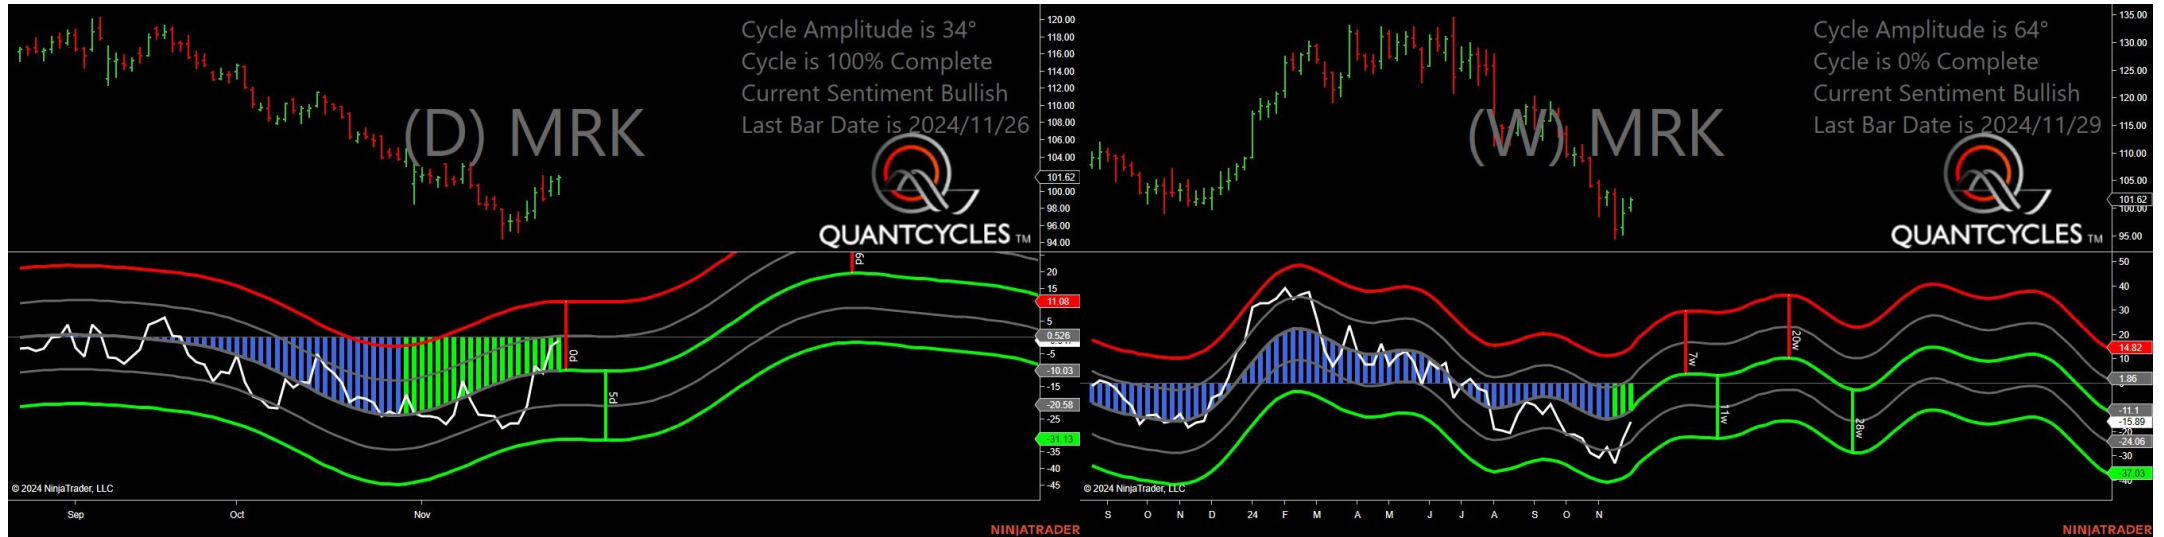 Cycle Amplitude is 34°
Cycle is 100% Complete
Current Sentiment Bullish
Last Bar Date is 2024/11/26
(D) MRK
QUANTCYCLES TM
120.00
118.00
116.00
114.00
112.00
110.00
108.00
106.00
104.00
101.62
100.00
98.00
96.00
94.00
20
15
11.08
5
0.526
-5
-10.03
-15
-20.58
-25
-31.13
-35
-40
-45
6d
0d
5d
© 2024 NinjaTrader, LLC
Sep
Oct
Nov
NINJATRADER
Cycle Amplitude is 64°
Cycle is 0% Complete
Current Sentiment Bullish
Last Bar Date is 2024/11/29
(W) MRK
QUANTCYCLES TM
135.00
130.00
125.00
120.00
115.00
110.00
105.00
101.62
100.00
95.00
50
40
30
20
14.82
10
1.86
-11.1
-15.89
-20
-24.06
-30
-37.03
7w
20w
11w
28w
© 2024 NinjaTrader, LLC
S
O
N
D
24
F
M
A
M
J
J
A
S
O
N
NINJATRADER